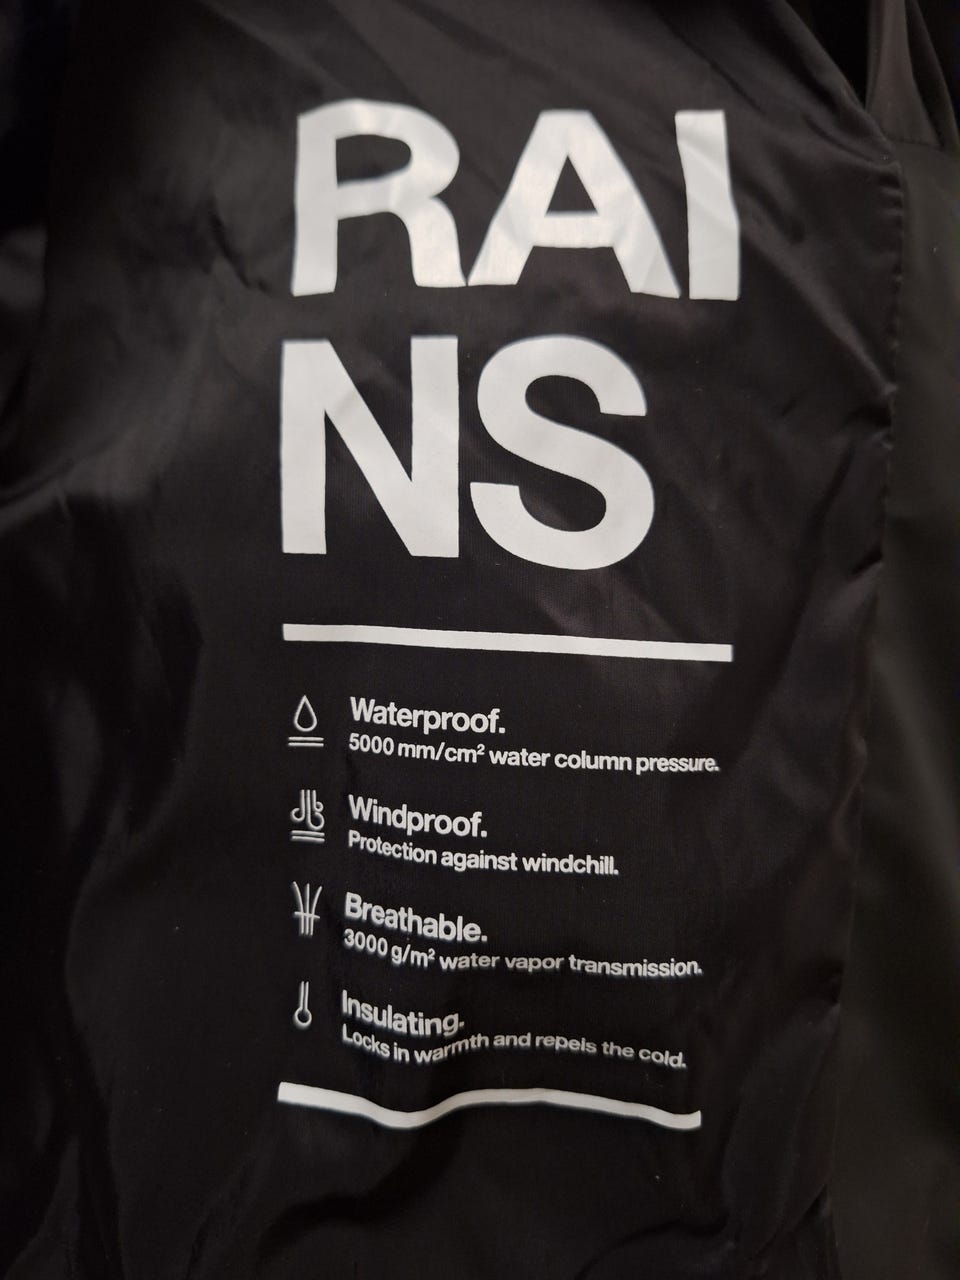 RAI
NS
Waterproof.
5000 mm/cm² water column pressure.
Windproof.
Protection against windchill.
Breathable.
3000 g/m² water vapor transmission.
Insulating.
Locks in warmth and repels the cold.